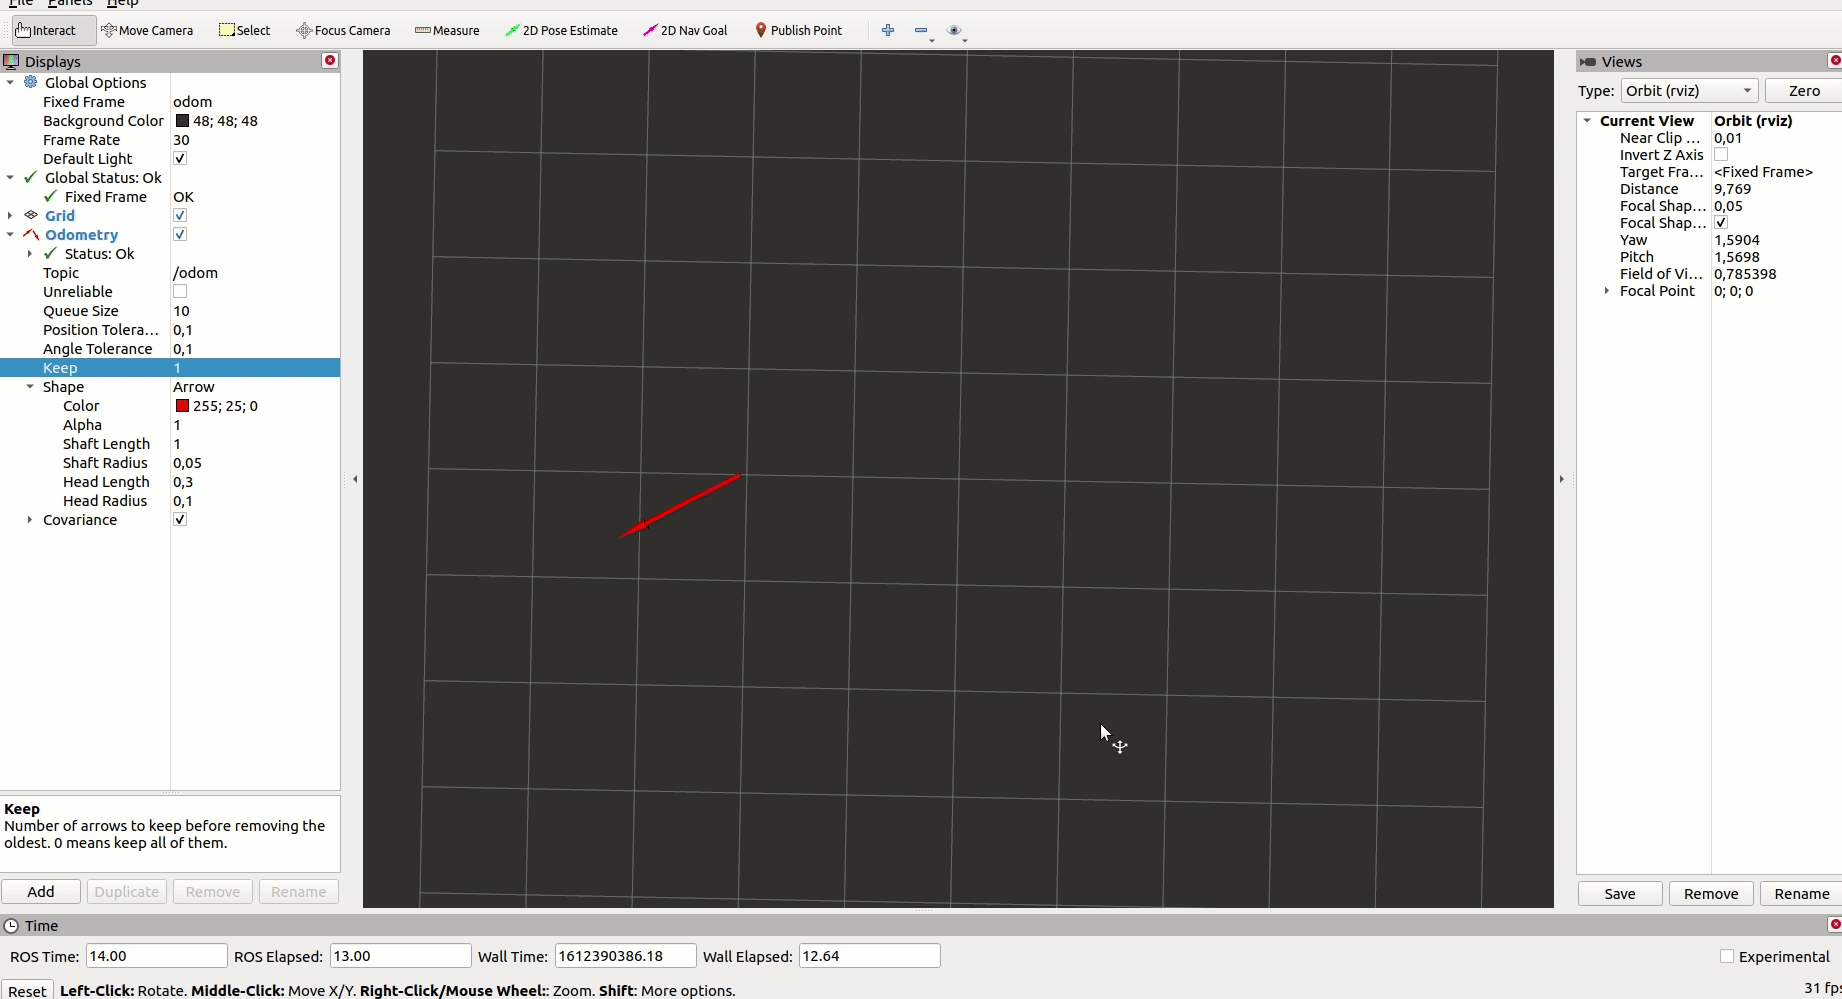 File Panels Help
Interact Move Camera Select Focus Camera Measure 2D Pose Estimate 2D Nav Goal Publish Point
Displays
Global Options
Fixed Frame odom
Background Color 48; 48; 48
Frame Rate 30
Default Light
Global Status: Ok
Fixed Frame OK
Grid
Odometry
Status: Ok
Topic /odom
Unreliable
Queue Size 10
Position Tolera... 0,1
Angle Tolerance 0,1
Keep 1
Shape Arrow
Color 255; 25; 0
Alpha 1
Shaft Length 1
Shaft Radius 0,05
Head Length 0,3
Head Radius 0,1
Covariance
Keep
Number of arrows to keep before removing the
oldest. 0 means keep all of them.
Add Duplicate Remove Rename
Views
Type: Orbit (rviz) Zero
Current View Orbit (rviz)
Near Clip ... 0,01
Invert Z Axis
Target Fra... <Fixed Frame>
Distance 9,769
Focal Shap... 0,05
Focal Shap...
Yaw 1,5904
Pitch 1,5698
Field of Vi... 0,785398
Focal Point 0; 0; 0
Save Remove Rename
Time
ROS Time: 14.00 ROS Elapsed: 13.00 Wall Time: 1612390386.18 Wall Elapsed: 12.64 Experimental
Reset Left-Click: Rotate. Middle-Click: Move X/Y. Right-Click/Mouse Wheel:: Zoom. Shift: More options. 31 fps